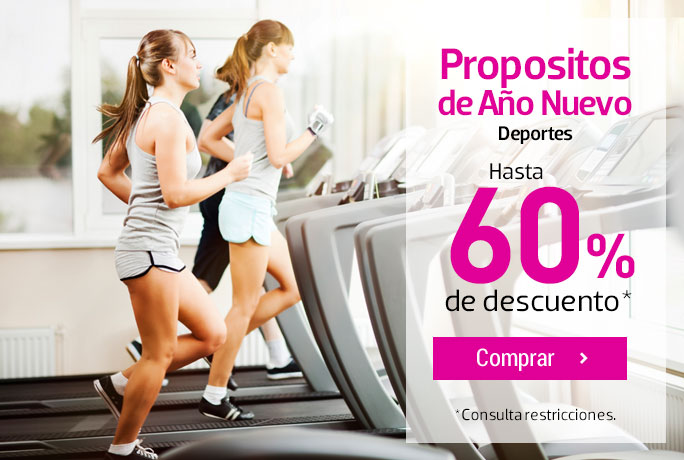 Propositos
de Año Nuevo
Deportes
Hasta
60%
de descuento*
Comprar >
*Consulta restricciones.